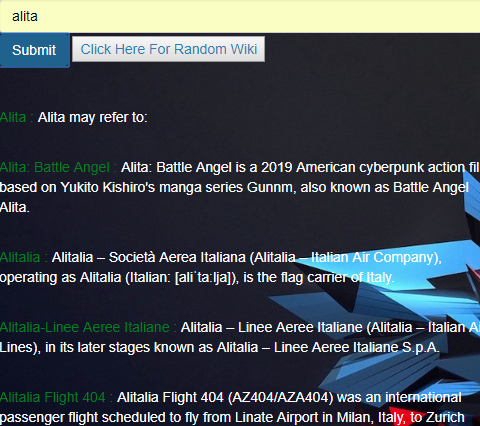 alita
Submit
Click Here For Random Wiki
Alita : Alita may refer to:
Alita: Battle Angel : Alita: Battle Angel is a 2019 American cyberpunk action fil
based on Yukito Kishiro's manga series Gunnm, also known as Battle Angel
Alita.
Alitalia : Alitalia – Società Aerea Italiana (Alitalia – Italian Air Company),
operating as Alitalia (Italian: [aliˈtaːlja]), is the flag carrier of Italy.
Alitalia-Linee Aeree Italiane : Alitalia – Linee Aeree Italiane (Alitalia – Italian Ai
Lines), in its later stages known as Alitalia – Linee Aeree Italiane S.p.A.
Alitalia Flight 404 : Alitalia Flight 404 (AZ404/AZA404) was an international
passenger flight scheduled to fly from Linate Airport in Milan, Italy, to Zurich